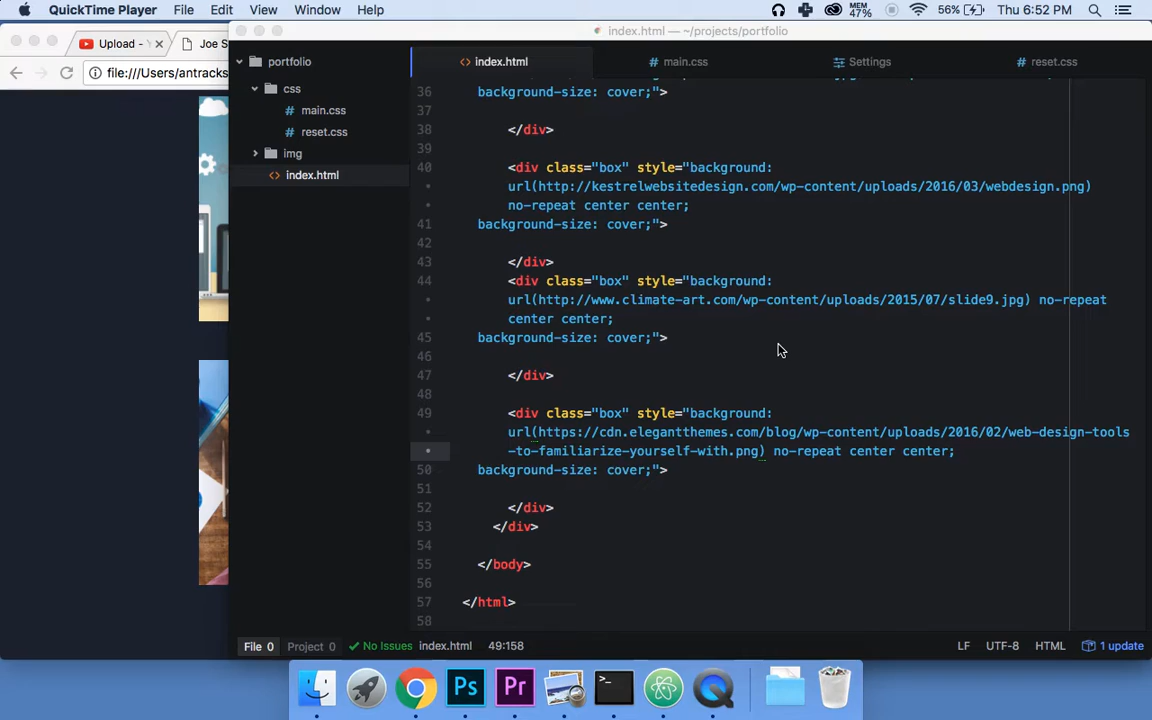 QuickTime Player File Edit View Window Help MEM 47% 56% Thu 6:52 PM
Upload - Joe S
file:///Users/antracks
index.html — ~/projects/portfolio
portfolio
css
# main.css
# reset.css
img
<> index.html
<> index.html # main.css Settings # reset.css
36 background-size: cover;">
37
38 </div>
39
40 <div class="box" style="background:
url(http://kestrelwebsitedesign.com/wp-content/uploads/2016/03/webdesign.png)
no-repeat center center;
41 background-size: cover;">
42
43 </div>
44 <div class="box" style="background:
url(http://www.climate-art.com/wp-content/uploads/2015/07/slide9.jpg) no-repeat
center center;
45 background-size: cover;">
46
47 </div>
48
49 <div class="box" style="background:
url(https://cdn.elegantthemes.com/blog/wp-content/uploads/2016/02/web-design-tools
-to-familiarize-yourself-with.png) no-repeat center center;
50 background-size: cover;">
51
52 </div>
53 </div>
54
55 </body>
56
57 </html>
58
File 0 Project 0 No Issues index.html 49:158 LF UTF-8 HTML 1 update
Ps Pr >_